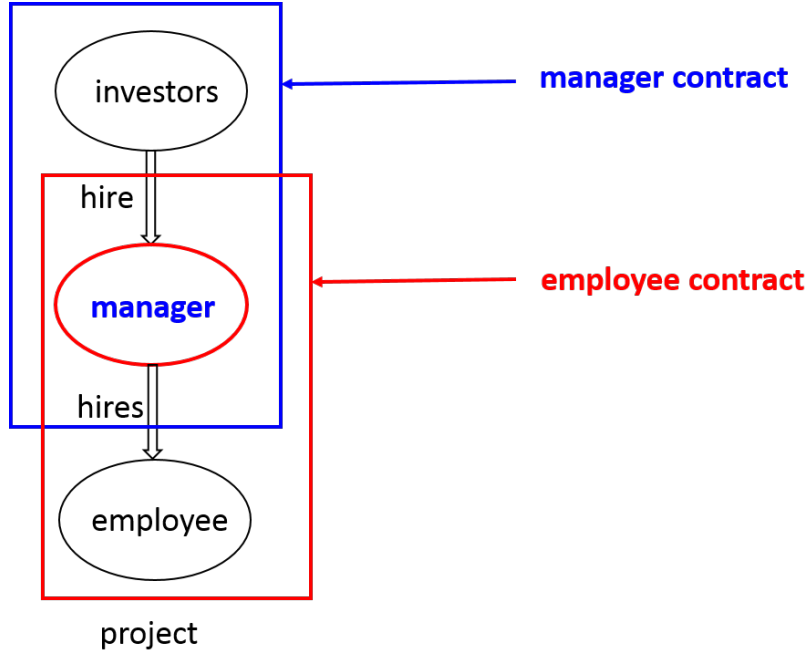 investors
manager contract
hire
manager
employee contract
hires
employee
project